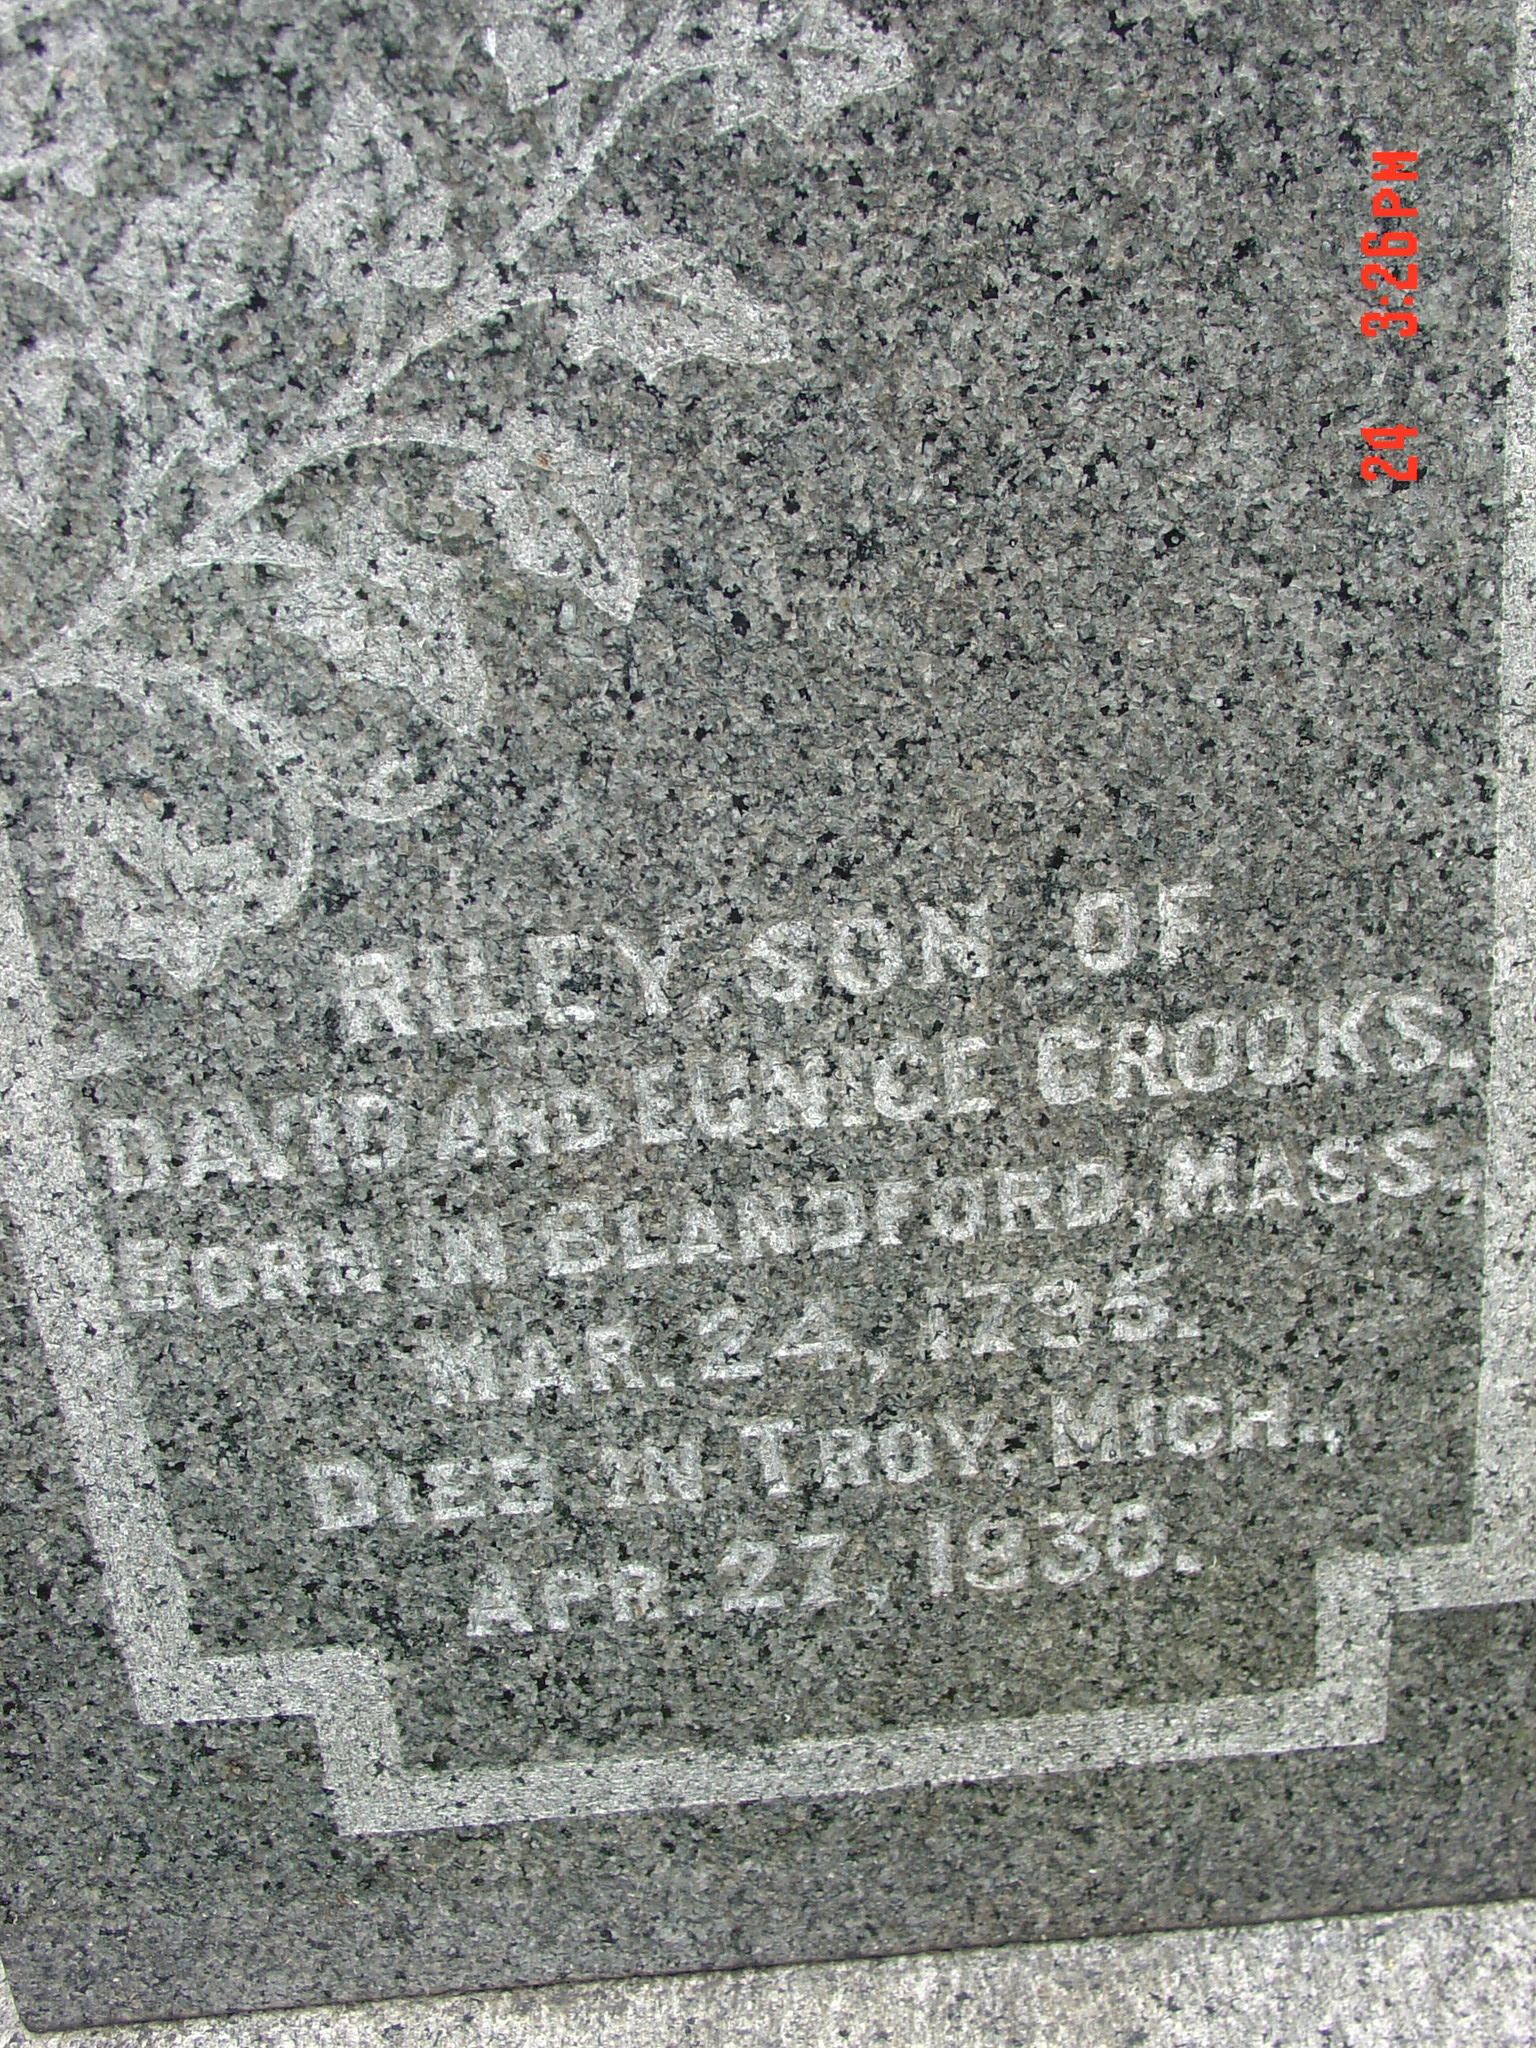 RILEY, SON OF
DAVID AND EUNICE CROOKS.
BORN IN BLANDFORD, MASS.,
MAR. 24, 1795.
DIED IN TROY, MICH.,
APR. 27, 1830.
24 3:26PM